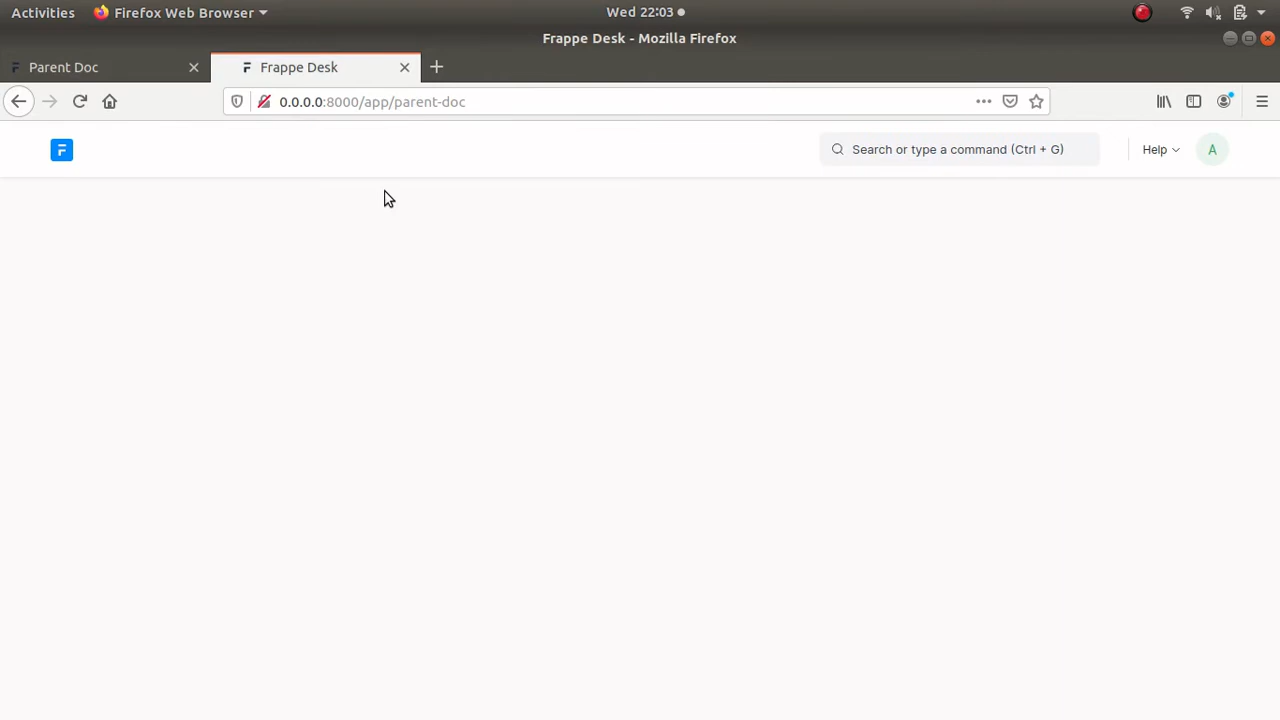 Activities Firefox Web Browser Wed 22:03
Frappe Desk - Mozilla Firefox
Parent Doc Frappe Desk
0.0.0.0:8000/app/parent-doc
Search or type a command (Ctrl + G) Help A